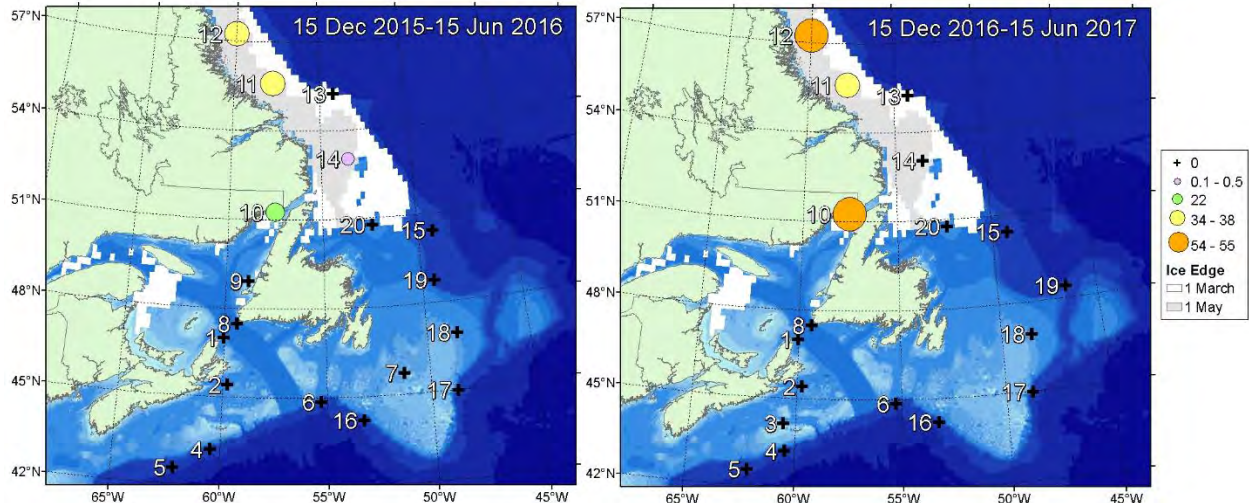 15 Dec 2015-15 Jun 2016
57°N
54°N
51°N
48°N
45°N
42°N
12
11
13
14
10
20
15
9
19
8
1
18
7
2
17
6
16
4
5
65°W
60°W
55°W
50°W
45°W
15 Dec 2016-15 Jun 2017
57°N
54°N
51°N
48°N
45°N
42°N
12
11
13
14
10
20
15
19
8
1
18
2
17
6
3
16
4
5
65°W
60°W
55°W
50°W
45°W
0
0.1 - 0.5
22
34 - 38
54 - 55
Ice Edge
1 March
1 May